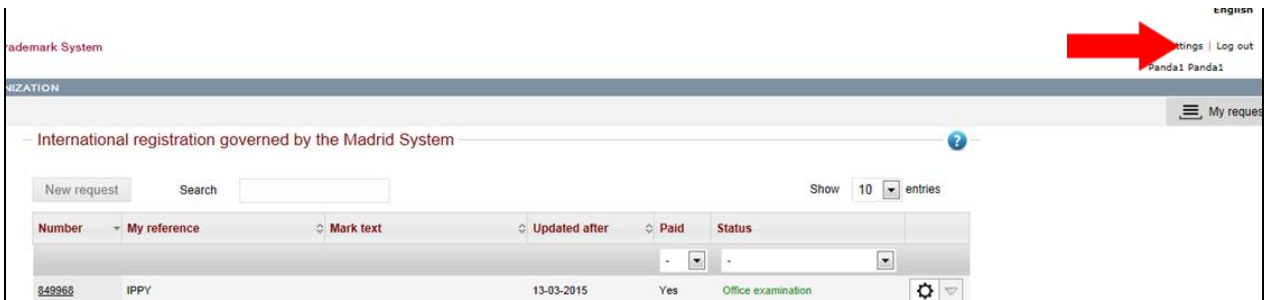 English
rademark System
ttings | Log out
Panda1 Panda1
NIZATION
My reques
International registration governed by the Madrid System
?
New request Search Show 10 entries
Number My reference Mark text Updated after Paid Status
- -
849968 IPPY 13-03-2015 Yes Office examination